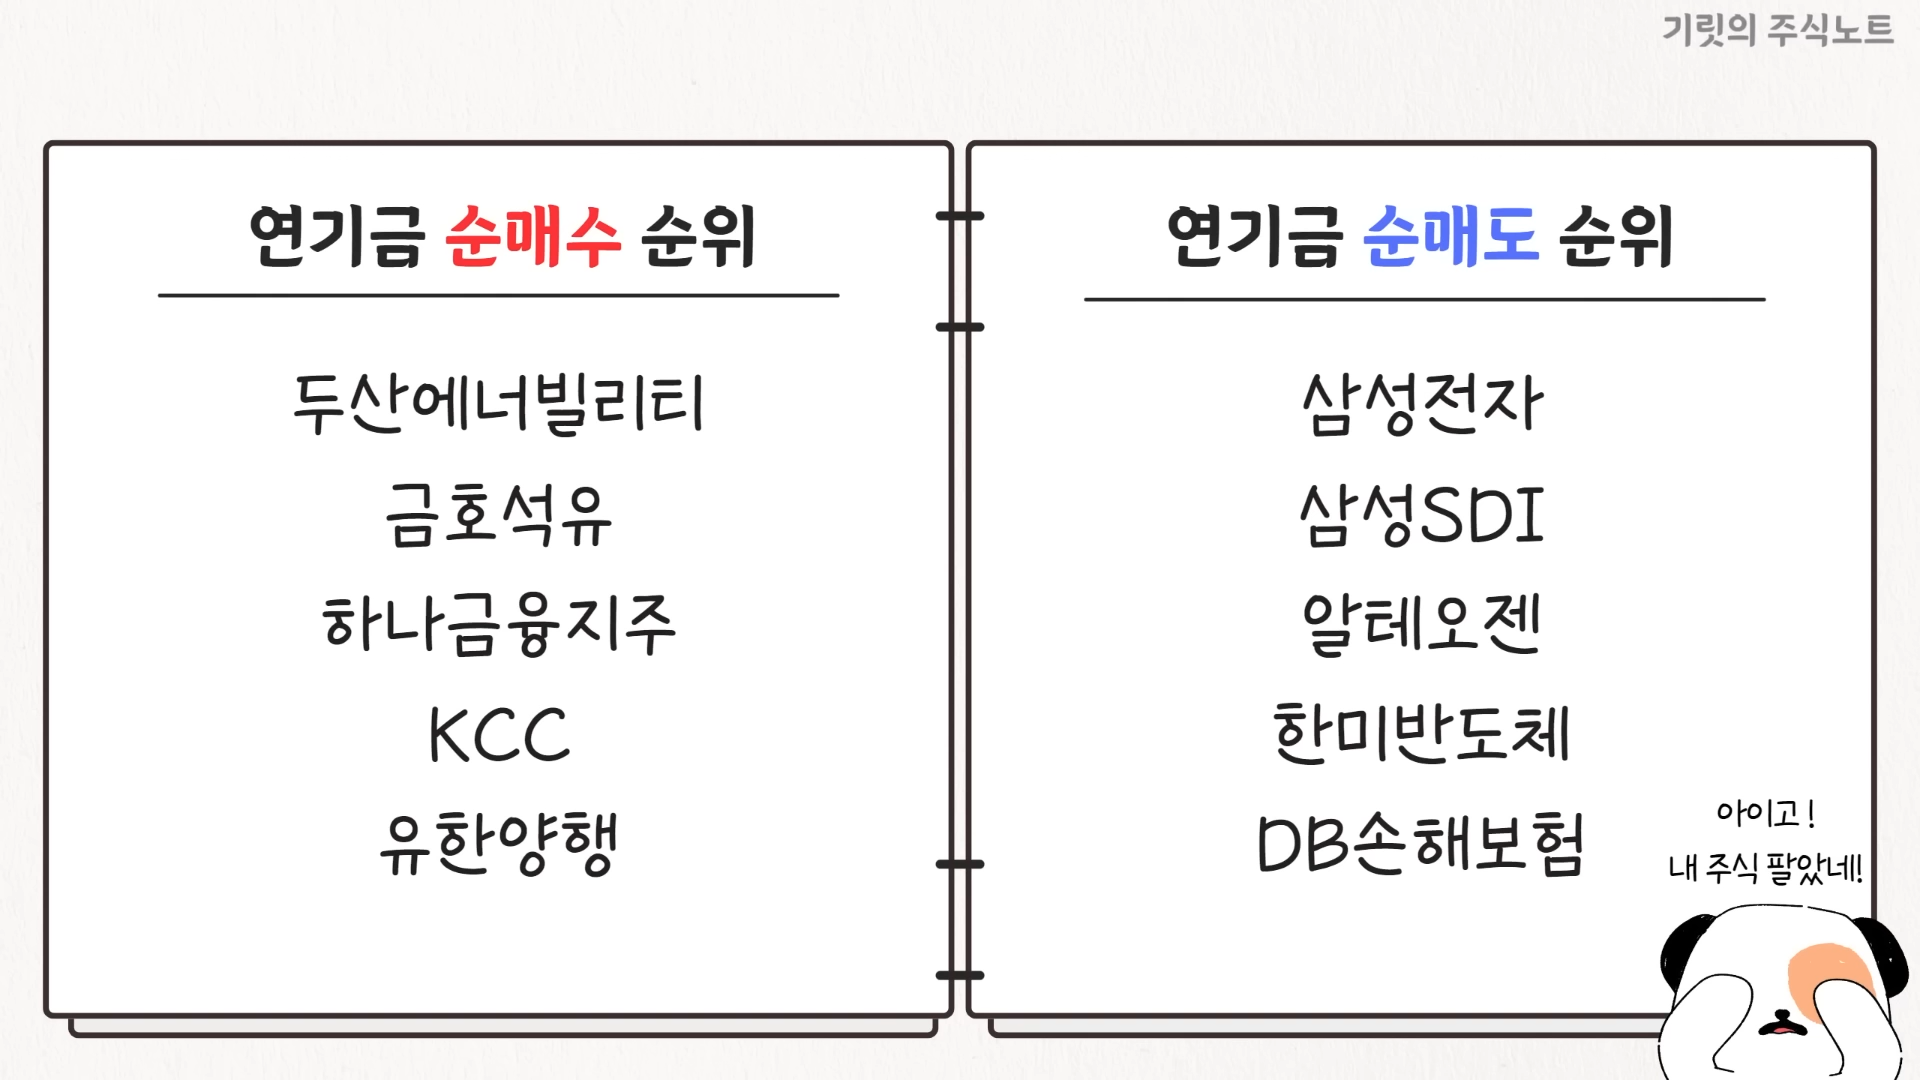 기릿의 주식노트
연기금 순매수 순위
두산에너빌리티
금호석유
하나금융지주
KCC
유한양행
연기금 순매도 순위
삼성전자
삼성SDI
알테오젠
한미반도체
DB손해보험
아이고!
내 주식 팔았네!